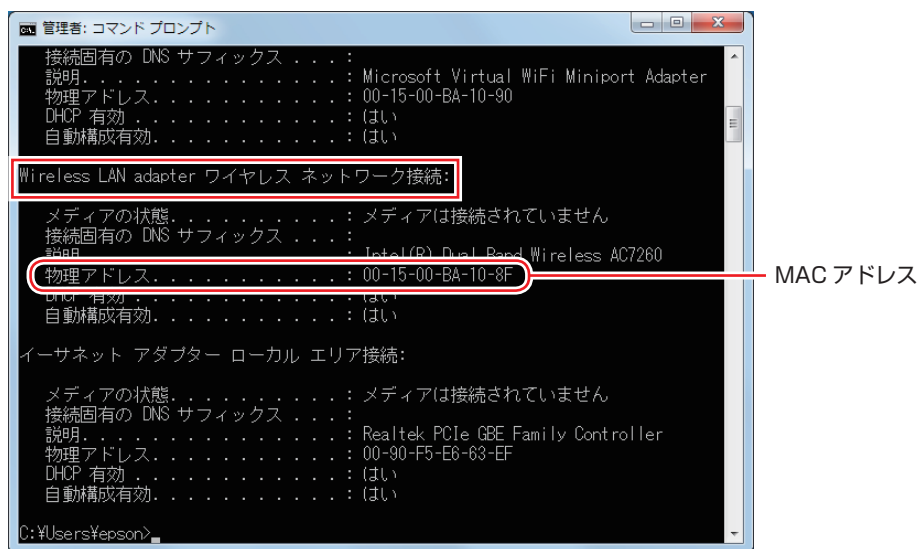 管理者: コマンド プロンプト
接続固有の DNS サフィックス . . . :
説明. . . . . . . . . . . . . . . : Microsoft Virtual WiFi Miniport Adapter
物理アドレス. . . . . . . . . . . : 00-15-00-BA-10-90
DHCP 有効 . . . . . . . . . . . . : はい
自動構成有効. . . . . . . . . . . : はい
Wireless LAN adapter ワイヤレス ネットワーク接続:
メディアの状態. . . . . . . . . . : メディアは接続されていません
接続固有の DNS サフィックス . . . :
説明. . . . . . . . . . . . . . . : Intel(R) Dual Band Wireless AC7260
物理アドレス. . . . . . . . . . . : 00-15-00-BA-10-8F
MAC アドレス
DHCP 有効 . . . . . . . . . . . . : はい
自動構成有効. . . . . . . . . . . : はい
イーサネット アダプター ローカル エリア接続:
メディアの状態. . . . . . . . . . : メディアは接続されていません
接続固有の DNS サフィックス . . . :
説明. . . . . . . . . . . . . . . : Realtek PCIe GBE Family Controller
物理アドレス. . . . . . . . . . . : 00-90-F5-E6-63-EF
DHCP 有効 . . . . . . . . . . . . : はい
自動構成有効. . . . . . . . . . . : はい
C:¥Users¥epson>_